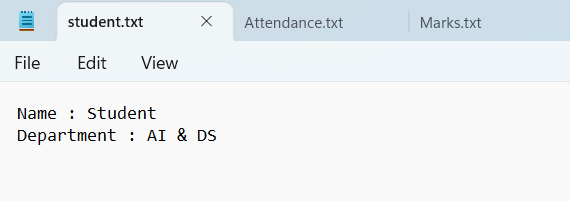 student.txt
Attendance.txt
Marks.txt
File
Edit
View
Name : Student
Department : AI & DS